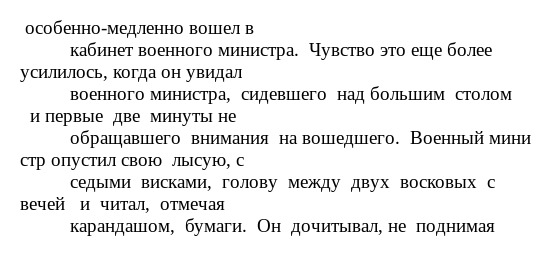 особенно-медленно вошел в
кабинет военного министра. Чувство это еще более
усилилось, когда он увидал
военного министра, сидевшего над большим столом
и первые две минуты не
обращавшего внимания на вошедшего. Военный мини
стр опустил свою лысую, с
седыми висками, голову между двух восковых с
вечей и читал, отмечая
карандашом, бумаги. Он дочитывал, не поднимая